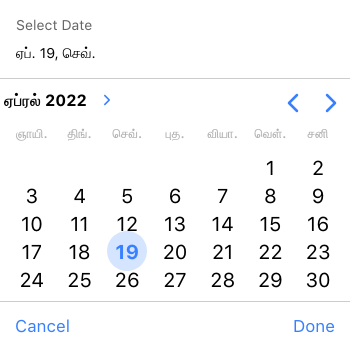 Select Date
ஏப். 19, செவ்.
ஏப்ரல் 2022
ஞாயி. திங். செவ். புத. வியா. வெள். சனி
1 2
3 4 5 6 7 8 9
10 11 12 13 14 15 16
17 18 19 20 21 22 23
24 25 26 27 28 29 30
Cancel Done